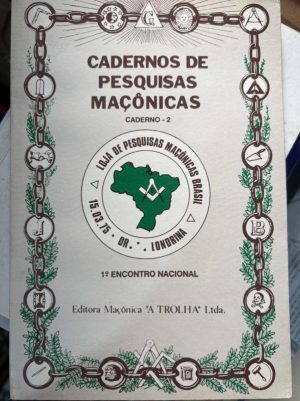 G
CADERNOS DE
PESQUISAS
MAÇÔNICAS
CADERNO - 2
LOJA DE PESQUISAS MAÇÔNICAS BRASIL
15.03.75 • OR.·. LONDRINA
J
B
1º ENCONTRO NACIONAL
Editora Maçônica "A TROLHA" Ltda.